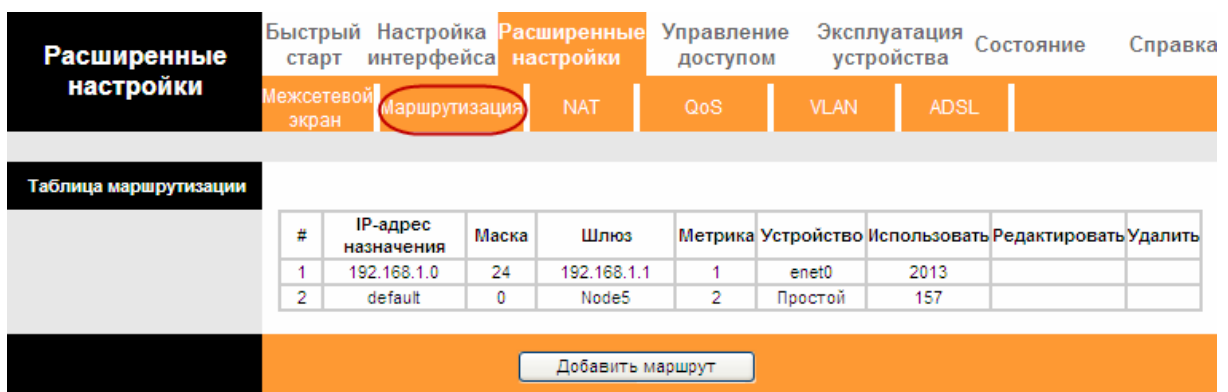 Расширенные настройки
Быстрый старт
Настройка интерфейса
Расширенные настройки
Управление доступом
Эксплуатация устройства
Состояние
Справка
Межсетевой экран
Маршрутизация
NAT
QoS
VLAN
ADSL
Таблица маршрутизации
# IP-адрес назначения Маска Шлюз Метрика Устройство Использовать Редактировать Удалить
1 192.168.1.0 24 192.168.1.1 1 enet0 2013
2 default 0 Node5 2 Простой 157
Добавить маршрут